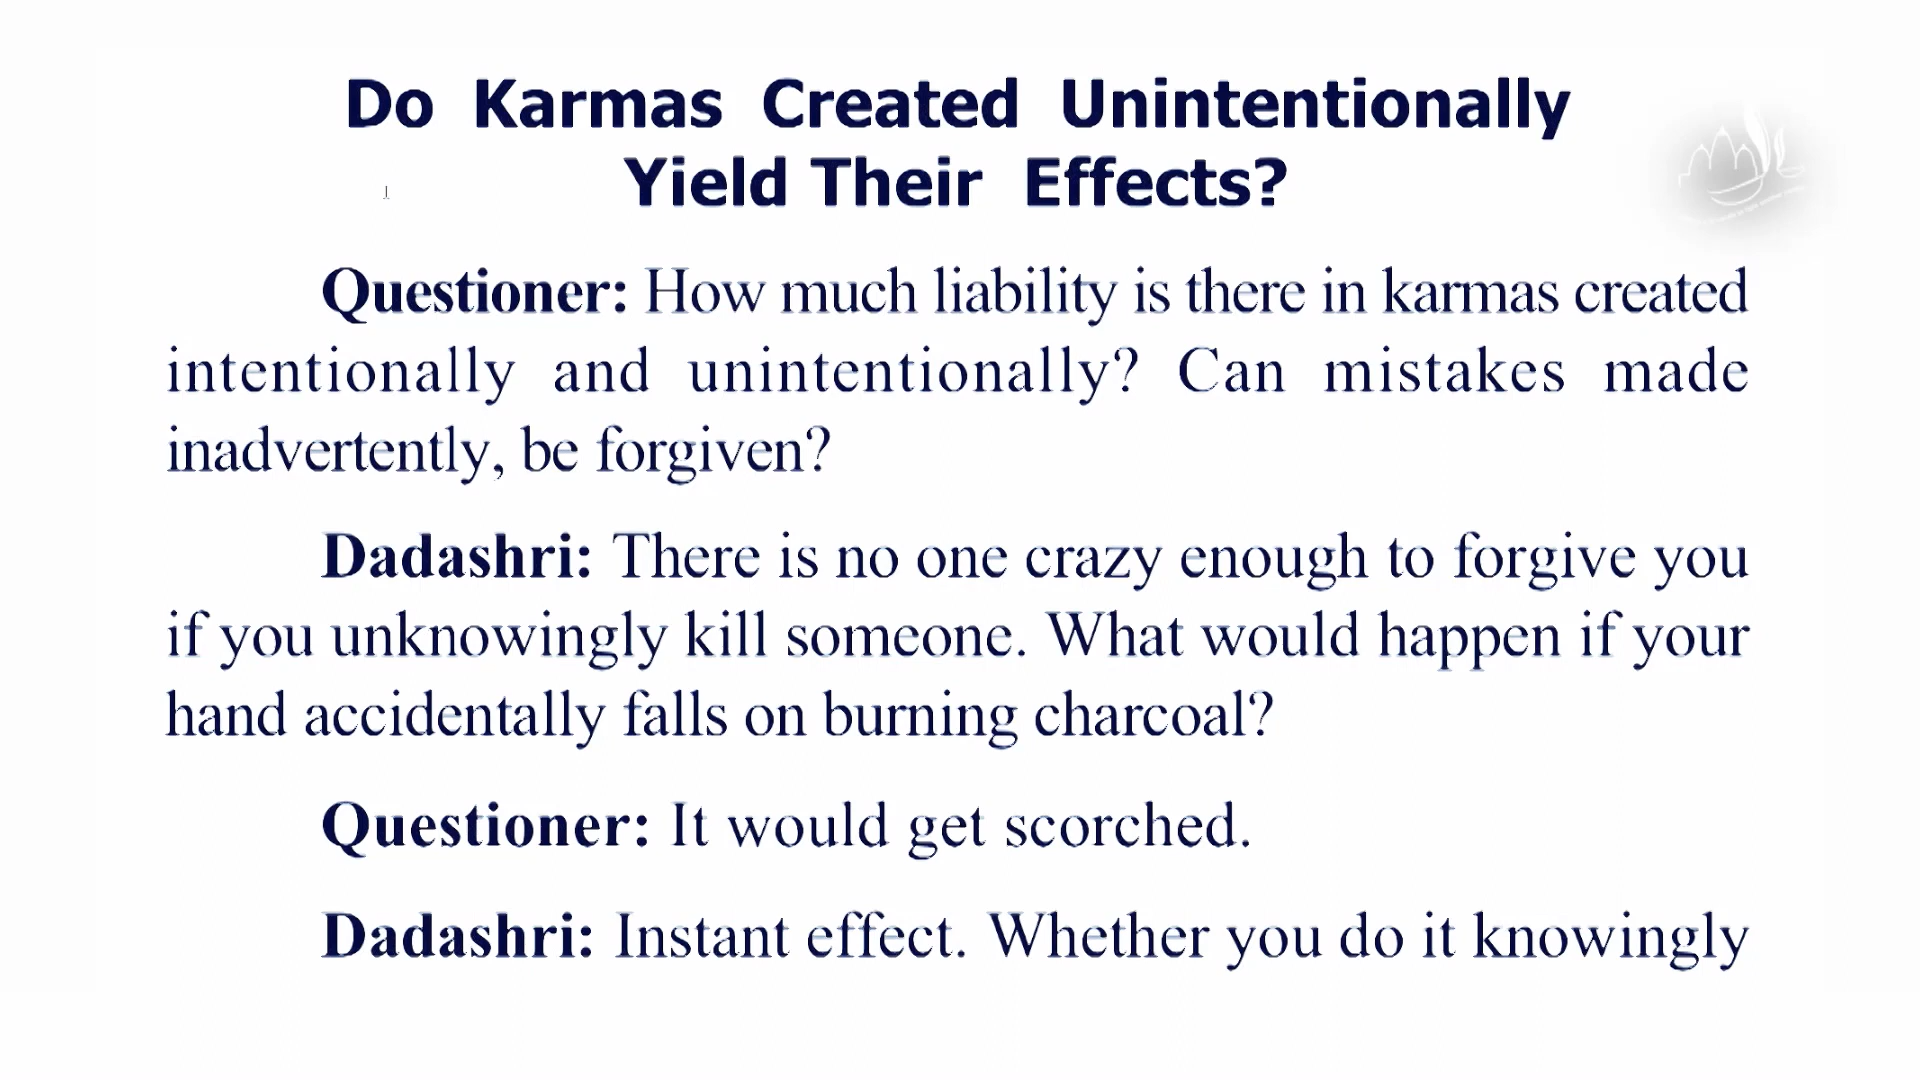 Do Karmas Created Unintentionally
Yield Their Effects?
Questioner: How much liability is there in karmas created
intentionally and unintentionally? Can mistakes made
inadvertently, be forgiven?
Dadashri: There is no one crazy enough to forgive you
if you unknowingly kill someone. What would happen if your
hand accidentally falls on burning charcoal?
Questioner: It would get scorched.
Dadashri: Instant effect. Whether you do it knowingly